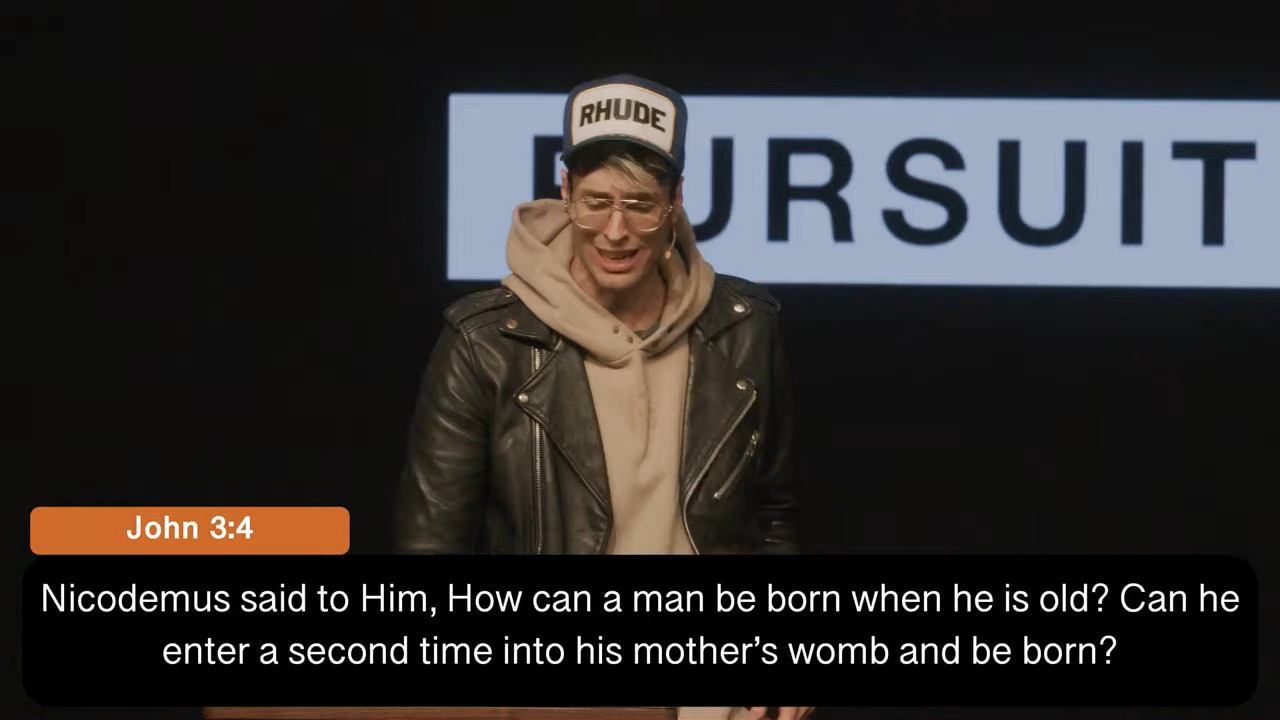 RHUDE
PURSUIT
John 3:4
Nicodemus said to Him, How can a man be born when he is old? Can he
enter a second time into his mother's womb and be born?